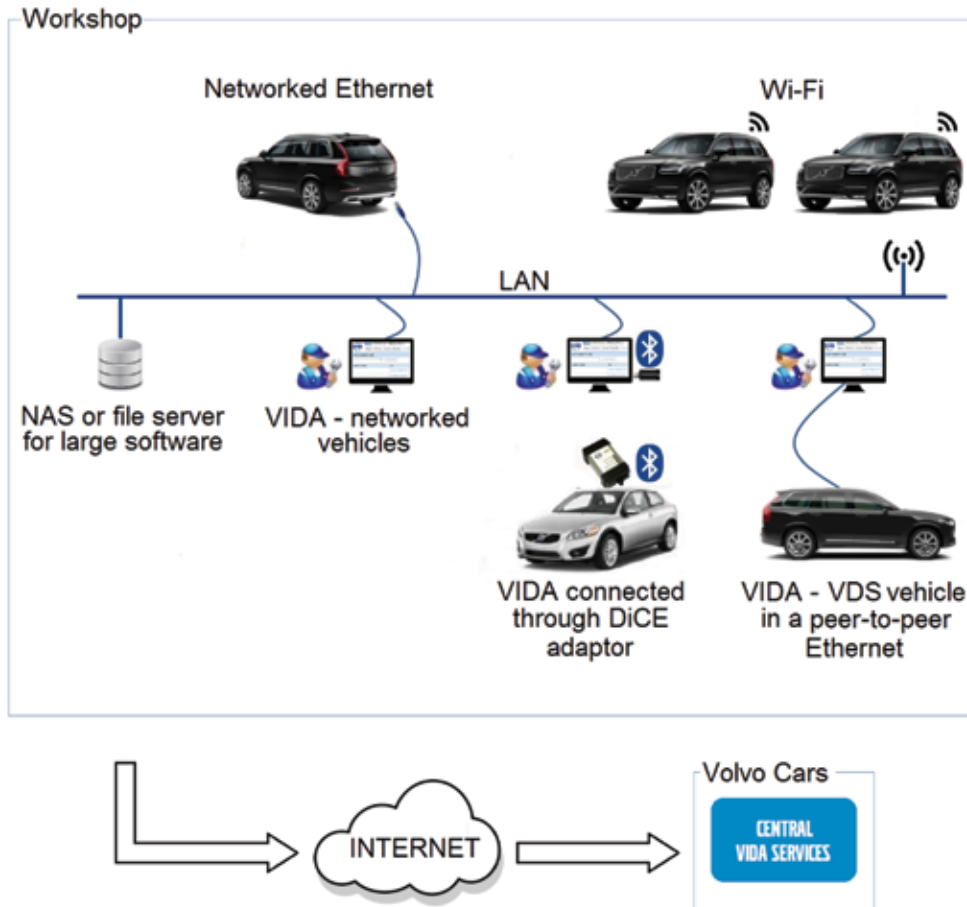 Workshop
Networked Ethernet
Wi-Fi
LAN
NAS or file server
for large software
VIDA - networked
vehicles
VIDA connected
through DiCE
adaptor
VIDA - VDS vehicle
in a peer-to-peer
Ethernet
INTERNET
Volvo Cars
CENTRAL
VIDA SERVICES